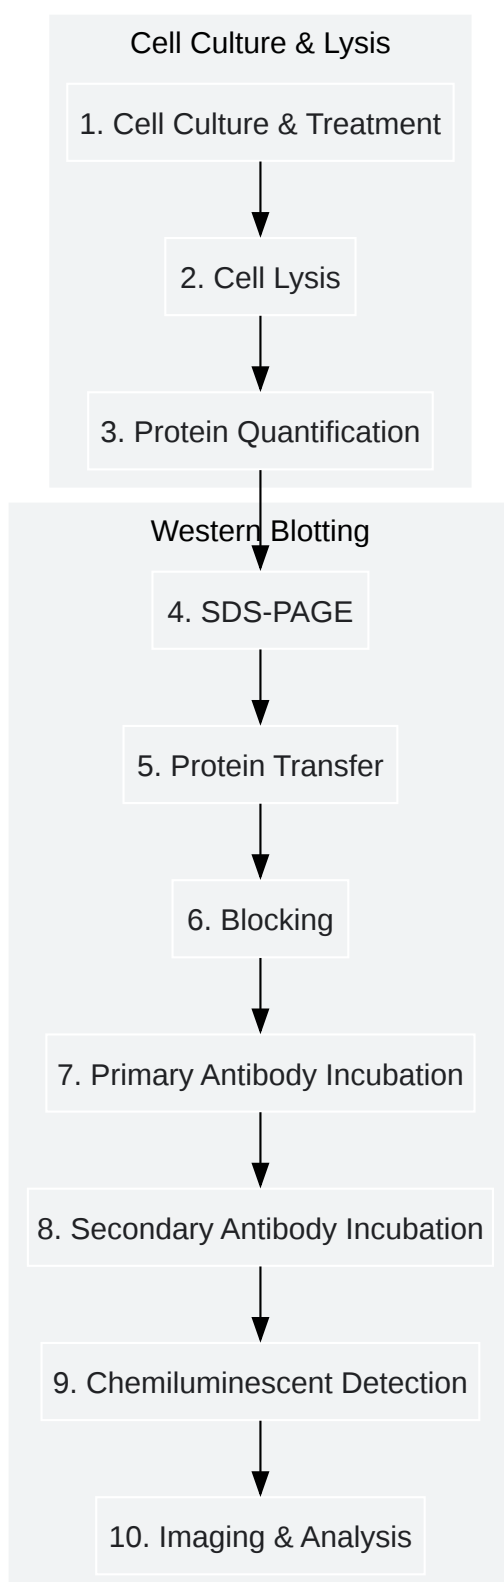 Cell Culture & Lysis
1. Cell Culture & Treatment
2. Cell Lysis
3. Protein Quantification
Western Blotting
4. SDS-PAGE
5. Protein Transfer
6. Blocking
7. Primary Antibody Incubation
8. Secondary Antibody Incubation
9. Chemiluminescent Detection
10. Imaging & Analysis